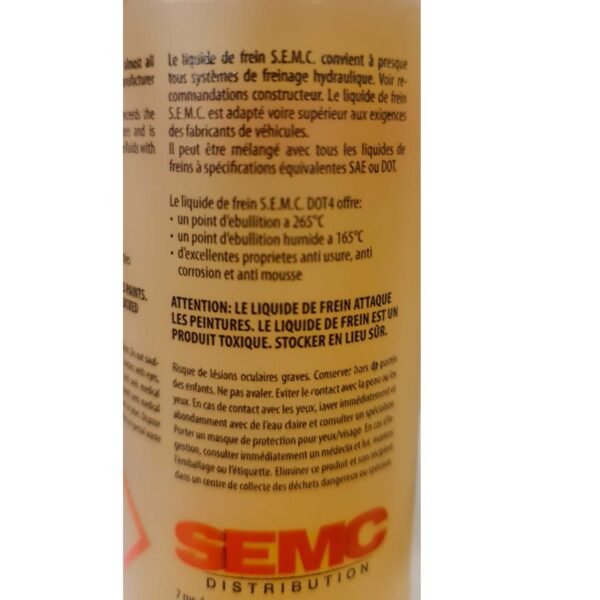 almost all
Le liquide de frein S.E.M.C. convient à presque
tous systèmes de freinage hydraulique. Voir re-
commandations constructeur. Le liquide de frein
S.E.M.C. est adapté voire supérieur aux exigences
des fabricants de véhicules.
Il peut être mélangé avec tous les liquides de
freins à spécifications équivalentes SAE ou DOT.
Le liquide de frein S.E.M.C. DOT4 offre:
• un point d'ebullition a 265°C
• un point d'ebullition humide a 165°C
• d'excellentes proprietes anti usure, anti
corrosion et anti mousse
PAINTS.
ATTENTION: LE LIQUIDE DE FREIN ATTAQUE
LES PEINTURES. LE LIQUIDE DE FREIN EST UN
PRODUIT TOXIQUE. STOCKER EN LIEU SÛR.
Risque de lésions oculaires graves. Conserver hors de portée
des enfants. Ne pas avaler. Eviter le contact avec la peau ou les
yeux. En cas de contact avec les yeux, laver immédiatement et
abondamment avec de l'eau claire et consulter un spécialiste.
Porter un masque de protection pour yeux/visage. En cas d'in-
gestion, consulter immédiatement un médecin et lui montrer
l'emballage ou l'étiquette. Eliminer ce produit et son récipient
dans un centre de collecte des déchets dangereux ou spéciaux.
SEMC
DISTRIBUTION